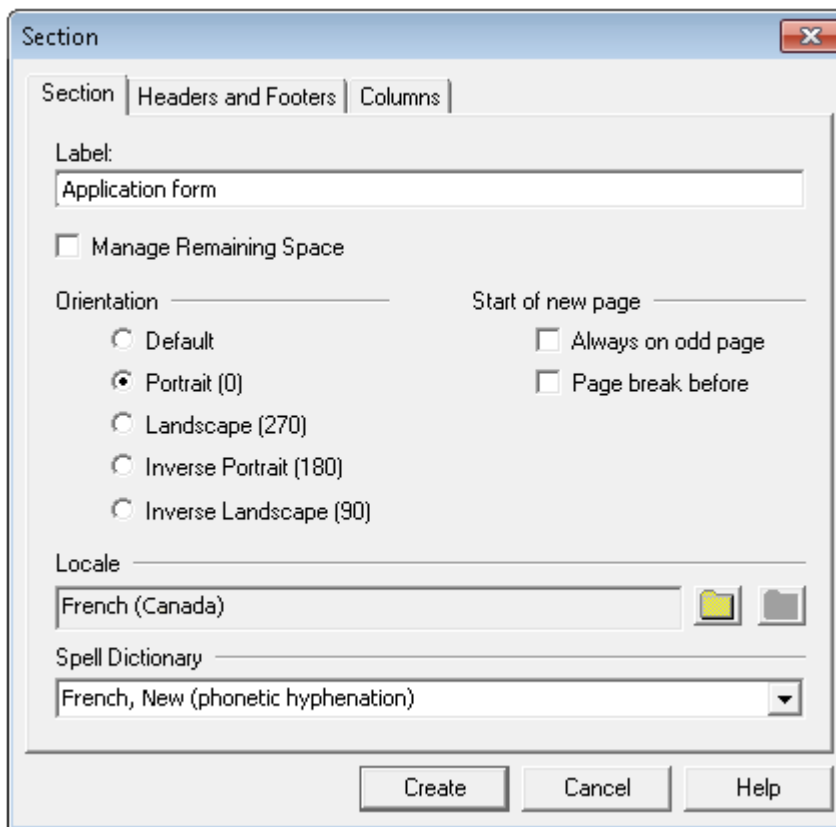 Section
Section Headers and Footers Columns
Label:
Application form
Manage Remaining Space
Orientation
Default
Portrait (0)
Landscape (270)
Inverse Portrait (180)
Inverse Landscape (90)
Start of new page
Always on odd page
Page break before
Locale
French (Canada)
Spell Dictionary
French, New (phonetic hyphenation)
Create Cancel Help